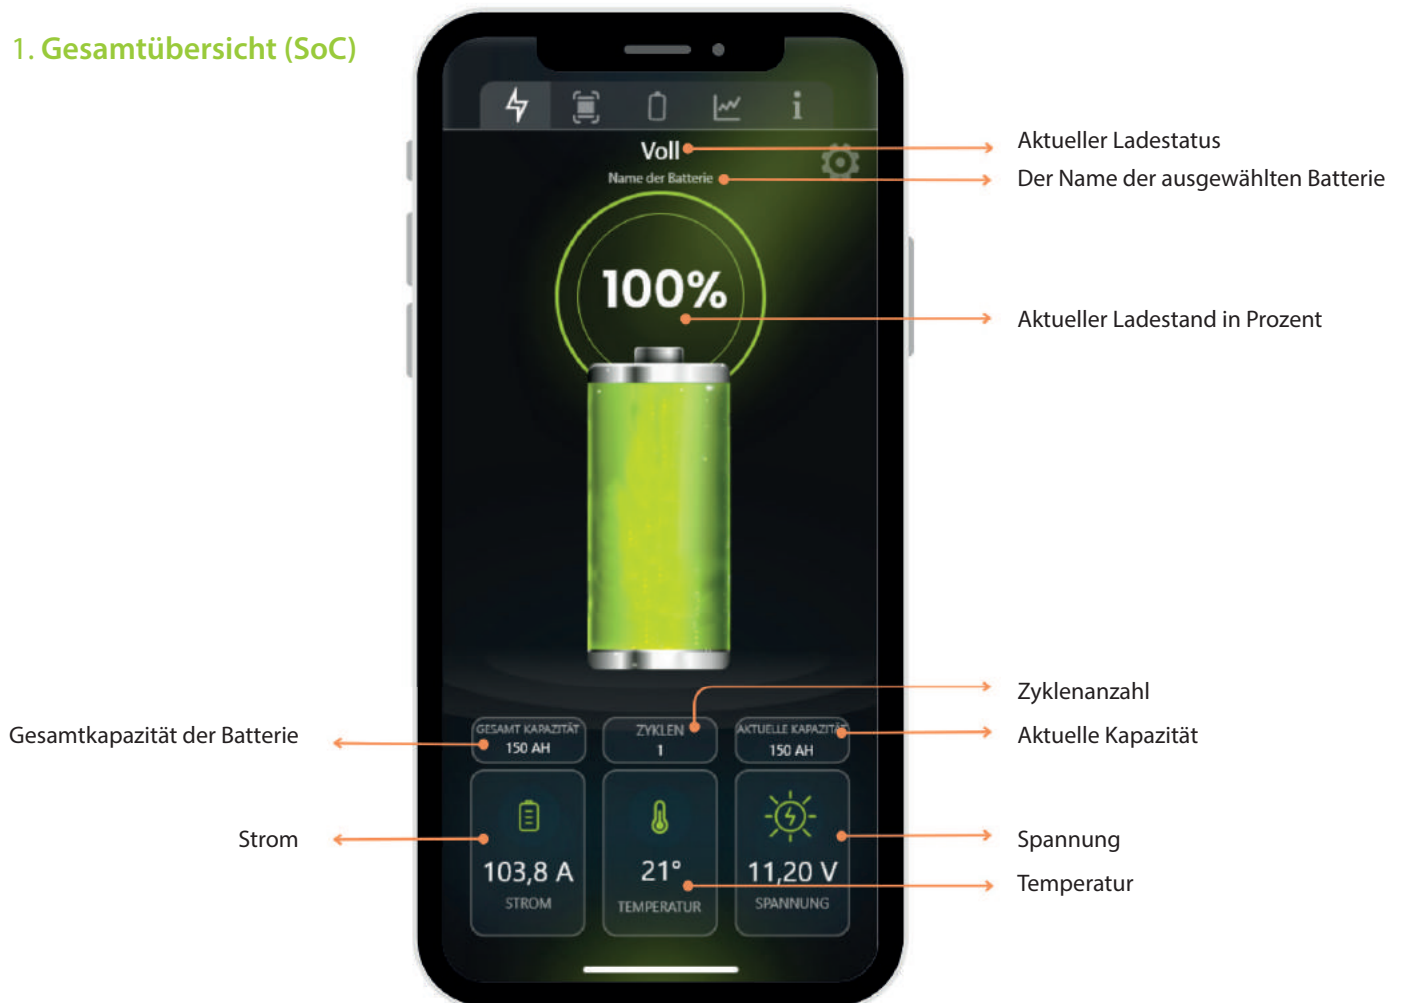 1. Gesamtübersicht (SoC)
Voll
Name der Batterie
Aktueller Ladestatus
Der Name der ausgewählten Batterie
100%
Aktueller Ladestand in Prozent
Zyklenanzahl
Gesamtkapazität der Batterie
GESAMT KAPAZITÄT
150 AH
ZYKLEN
1
AKTUELLE KAPAZITÄT
150 AH
Aktuelle Kapazität
Strom
103,8 A
STROM
21°
TEMPERATUR
11,20 V
SPANNUNG
Spannung
Temperatur